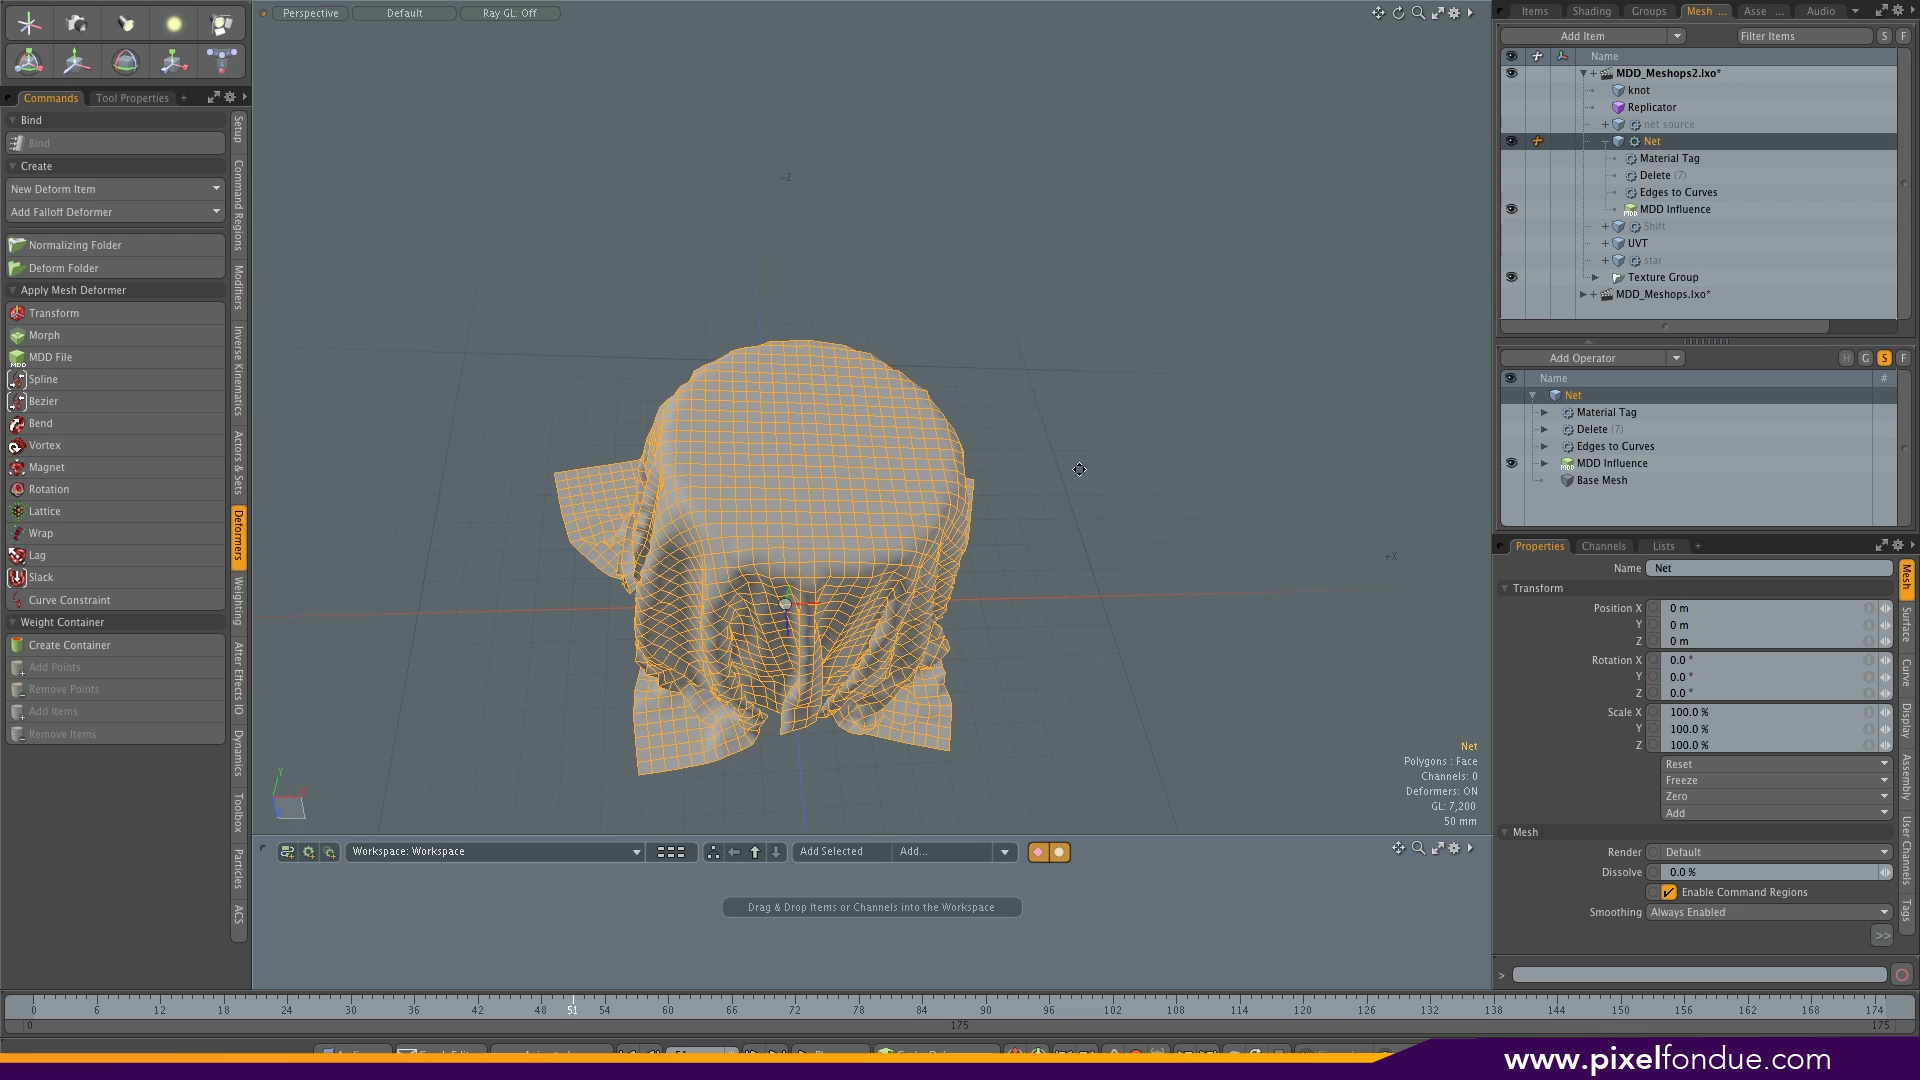 Perspective
Default
Ray GL: Off
Commands
Tool Properties
Bind
Bind
Create
New Deform Item
Add Falloff Deformer
Normalizing Folder
Deform Folder
Apply Mesh Deformer
Transform
Morph
MDD File
Spline
Bezier
Bend
Vortex
Magnet
Rotation
Lattice
Wrap
Lag
Slack
Curve Constraint
Weight Container
Create Container
Add Points
Remove Points
Add Items
Remove Items
Setup
Command Regions
Modifiers
Inverse Kinematics
Actors & Sets
Deformers
Weighting
After Effects IO
Dynamics
Toolbox
Particles
ACS
-Z
+X
Y
Net
Polygons : Face
Channels: 0
Deformers: ON
GL: 7,200
50 mm
Workspace: Workspace
Add Selected
Add...
Drag & Drop Items or Channels into the Workspace
Items
Shading
Groups
Mesh ...
Asse ...
Audio
Add Item
Filter Items
S
F
Name
MDD_Meshops2.lxo*
knot
Replicator
net source
Net
Material Tag
Delete (7)
Edges to Curves
MDD Influence
Shift
UVT
star
Texture Group
MDD_Meshops.lxo*
Add Operator
H
G
S
F
Name
#
Net
Material Tag
Delete (7)
Edges to Curves
MDD Influence
Base Mesh
Properties
Channels
Lists
Name Net
Transform
Position X 0 m
Y 0 m
Z 0 m
Rotation X 0.0 °
Y 0.0 °
Z 0.0 °
Scale X 100.0 %
Y 100.0 %
Z 100.0 %
Reset
Freeze
Zero
Add
Mesh
Render Default
Dissolve 0.0 %
Enable Command Regions
Smoothing Always Enabled
>>
>
Mesh
Surface
Curve
Display
Assembly
User Channels
Tags
0 6 12 18 24 30 36 42 48 51 54 60 66 72 78 84 90 96 102 108 114 120 126 132 138 144 150 156 162 168 174
0 175 175
www.pixelfondue.com